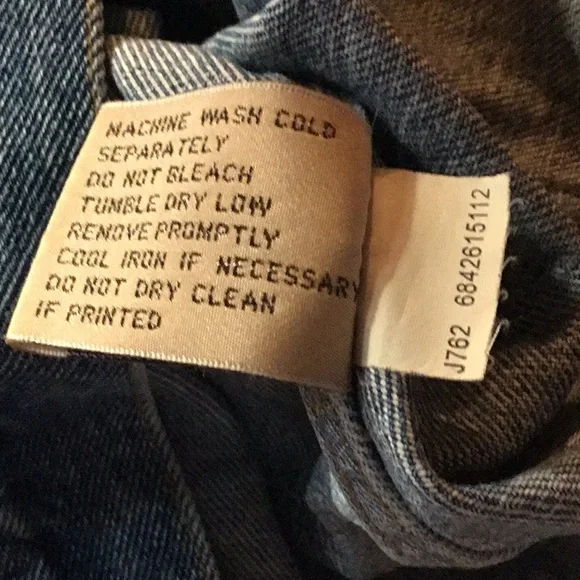 MACHINE WASH COLD
SEPARATELY
DO NOT BLEACH
TUMBLE DRY LOW
REMOVE PROMPTLY
COOL IRON IF NECESSARY
DO NOT DRY CLEAN
IF PRINTED
J762 6842615112